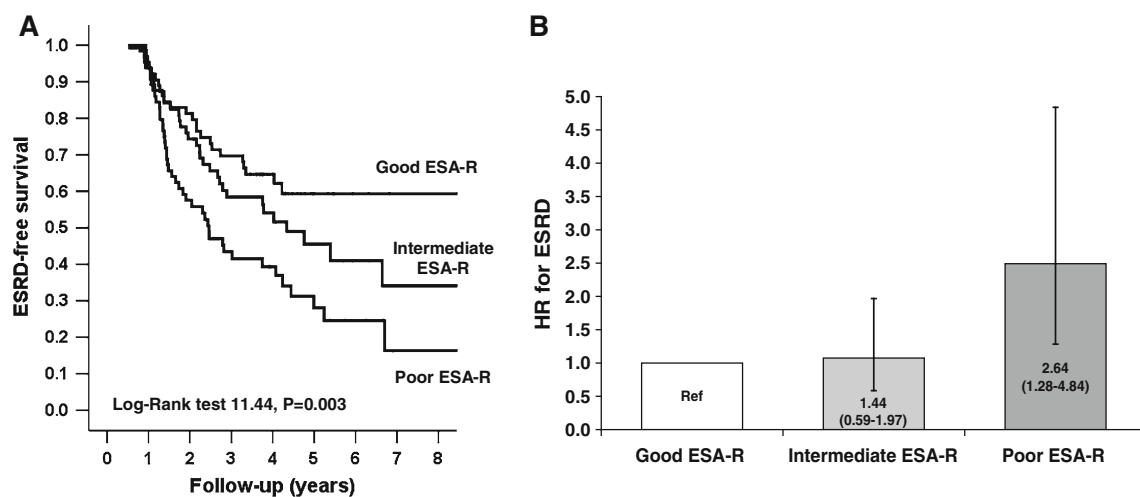 A
ESRD-free survival
1.0
0.9
0.8
0.7
0.6
0.5
0.4
0.3
0.2
0.1
0.0
Good ESA-R
Intermediate
ESA-R
Poor ESA-R
Log-Rank test 11.44, P=0.003
0 1 2 3 4 5 6 7 8
Follow-up (years)
B
HR for ESRD
5.0
4.5
4.0
3.5
3.0
2.5
2.0
1.5
1.0
0.5
0.0
Ref
1.44
(0.59-1.97)
2.64
(1.28-4.84)
Good ESA-R Intermediate ESA-R Poor ESA-R